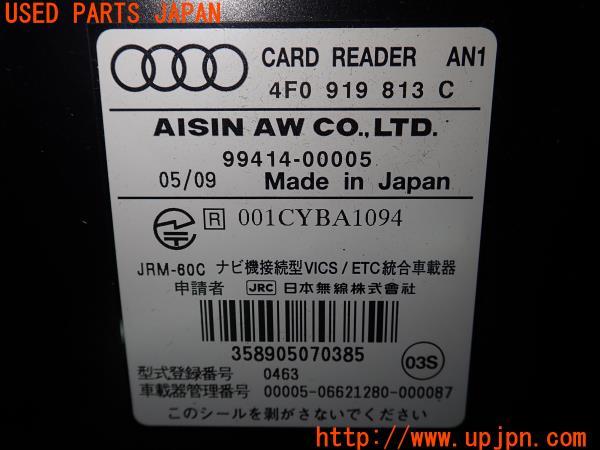 USED PARTS JAPAN
CARD READER AN1
4F0 919 813 C
AISIN AW CO.,LTD.
99414-00005
05/09 Made in Japan
R 001CYBA1094
JRM-60C ナビ機接続型VICS/ETC統合車載器
申請者 JRC 日本無線株式会社
358905070385
03S
型式登録番号 0463
車載器管理番号 00005-06621280-000087
このシールを剥がさないでください
http://www.upjpn.com